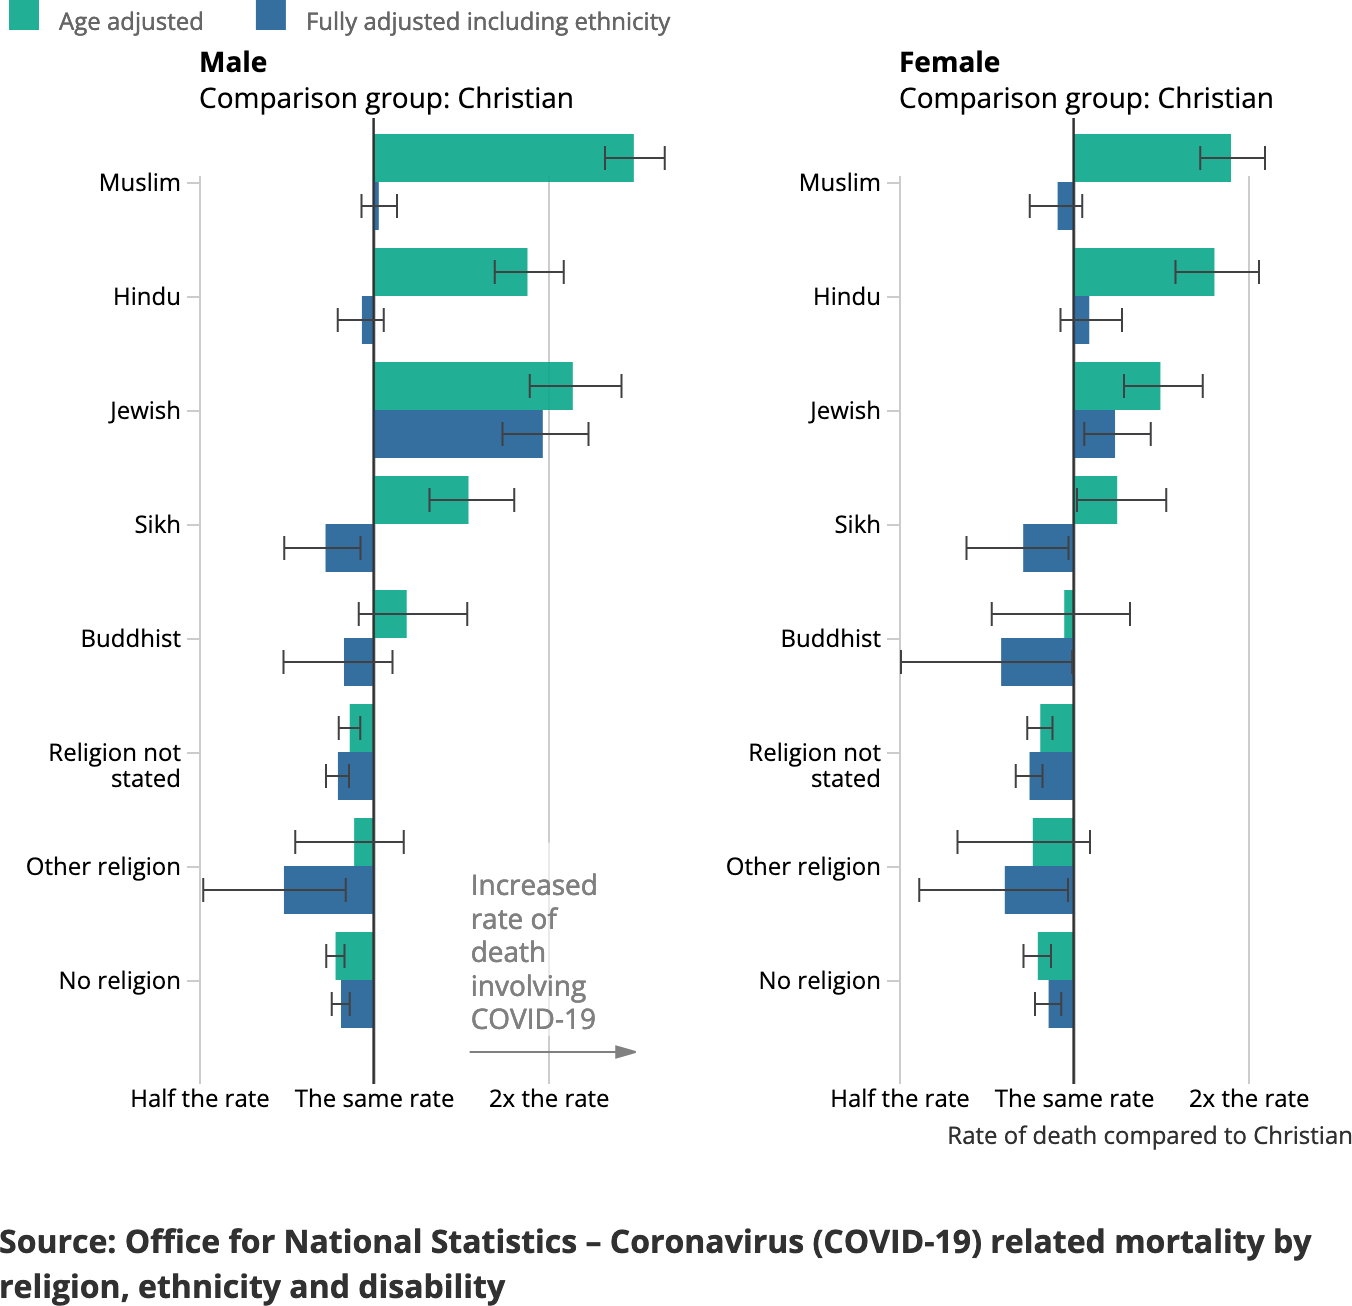 Age adjusted
Fully adjusted including ethnicity
Male
Comparison group: Christian
Muslim
Hindu
Jewish
Sikh
Buddhist
Religion not
stated
Other religion
No religion
Increased
rate of
death
involving
COVID-19
Half the rate
The same rate
2x the rate
Female
Comparison group: Christian
Muslim
Hindu
Jewish
Sikh
Buddhist
Religion not
stated
Other religion
No religion
Half the rate
The same rate
2x the rate
Rate of death compared to Christian
Source: Office for National Statistics – Coronavirus (COVID-19) related mortality by
religion, ethnicity and disability